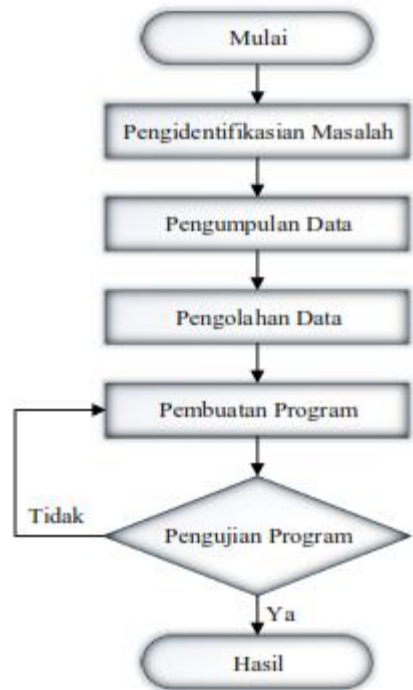 Mulai
Pengidentifikasian Masalah
Pengumpulan Data
Pengolahan Data
Pembuatan Program
Tidak
Pengujian Program
Ya
Hasil